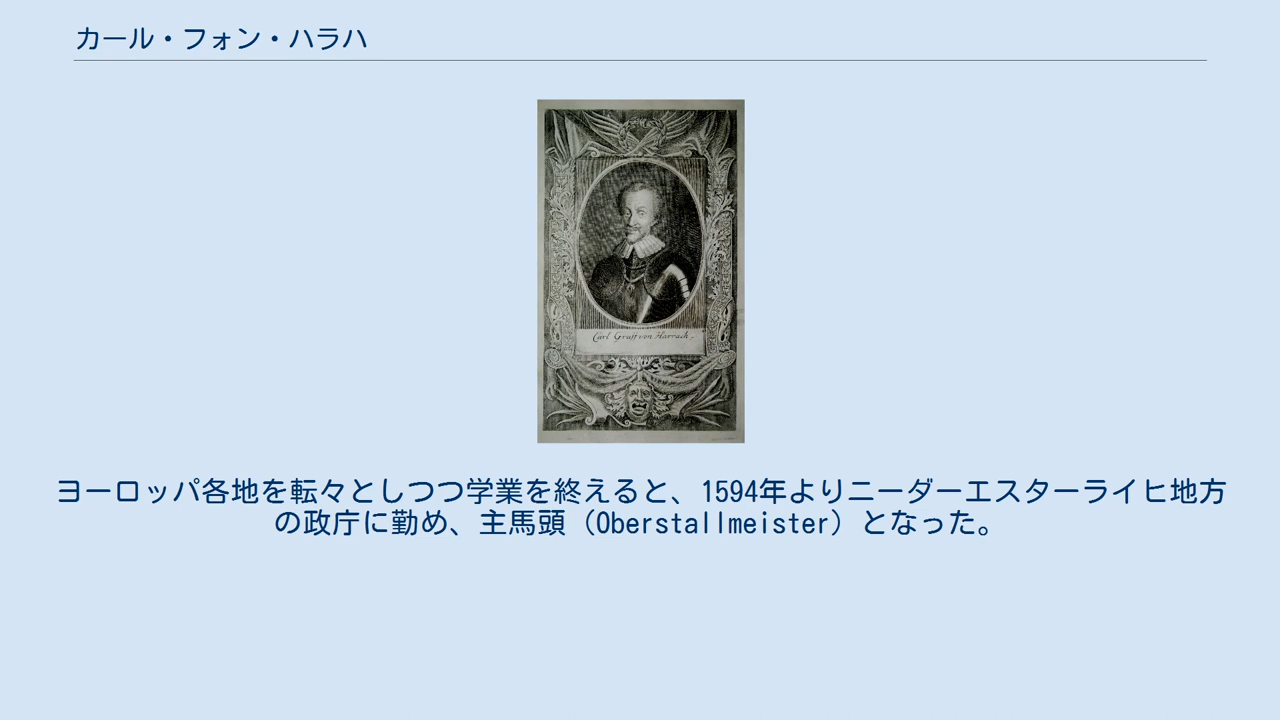 カール・フォン・ハラハ
Carl Graff von Harrach.
ヨーロッパ各地を転々としつつ学業を終えると、1594年よりニーダーエスターライヒ地方
の政庁に勤め、主馬頭（Oberstallmeister）となった。